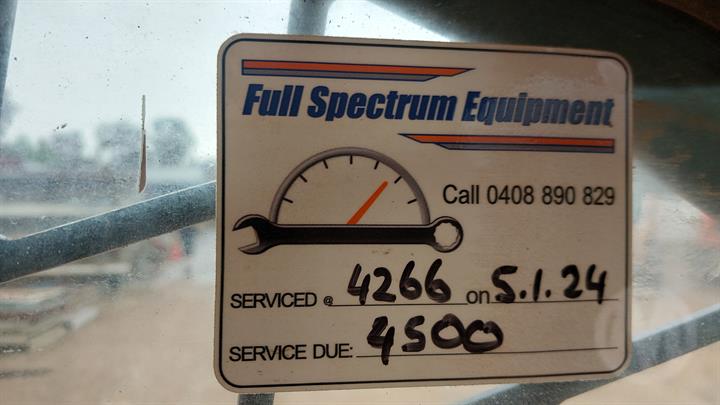 Full Spectrum Equipment
Call 0408 890 829
SERVICED @ 4266 on 5.1.24
SERVICE DUE: 4500